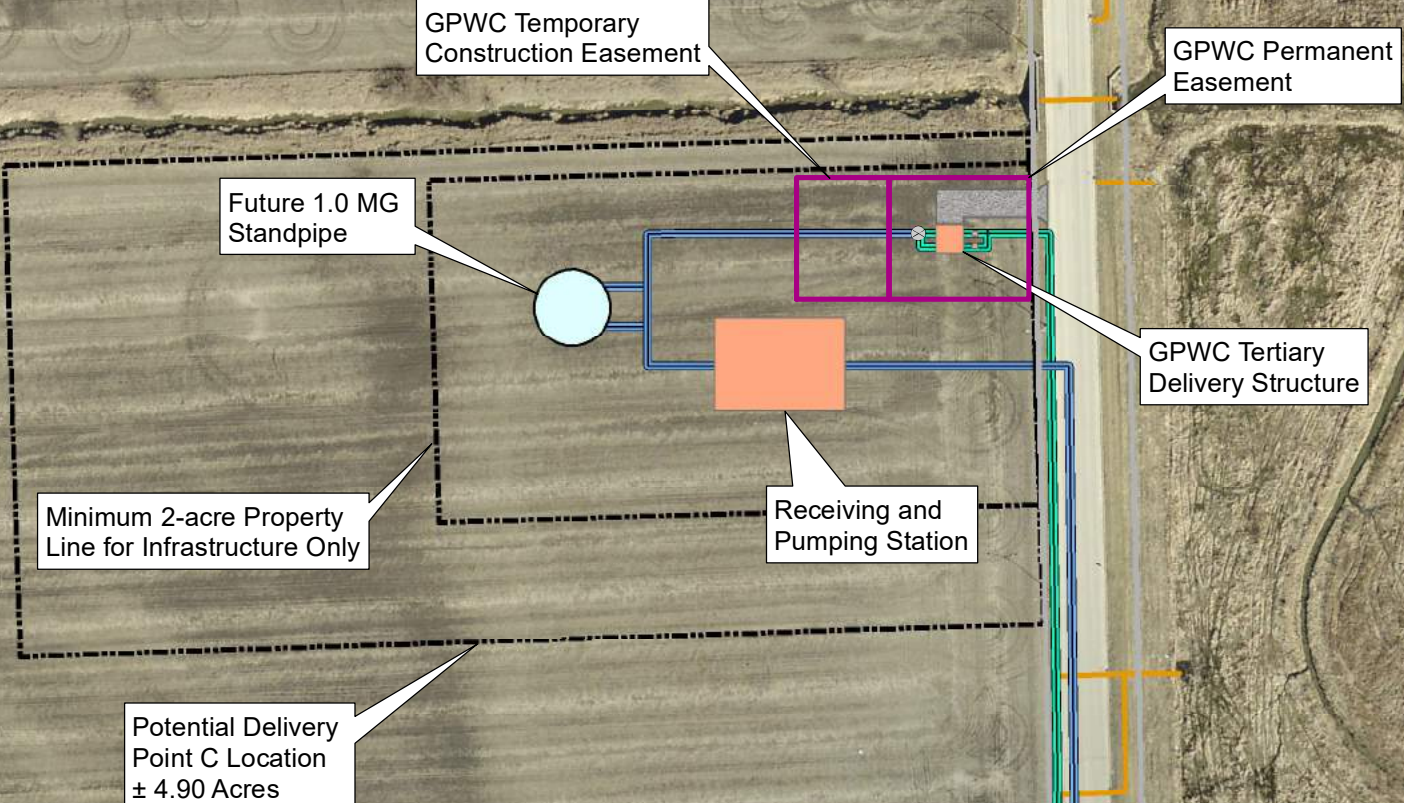 GPWC Temporary
Construction Easement
GPWC Permanent
Easement
Future 1.0 MG
Standpipe
GPWC Tertiary
Delivery Structure
Minimum 2-acre Property
Line for Infrastructure Only
Receiving and
Pumping Station
Potential Delivery
Point C Location
± 4.90 Acres